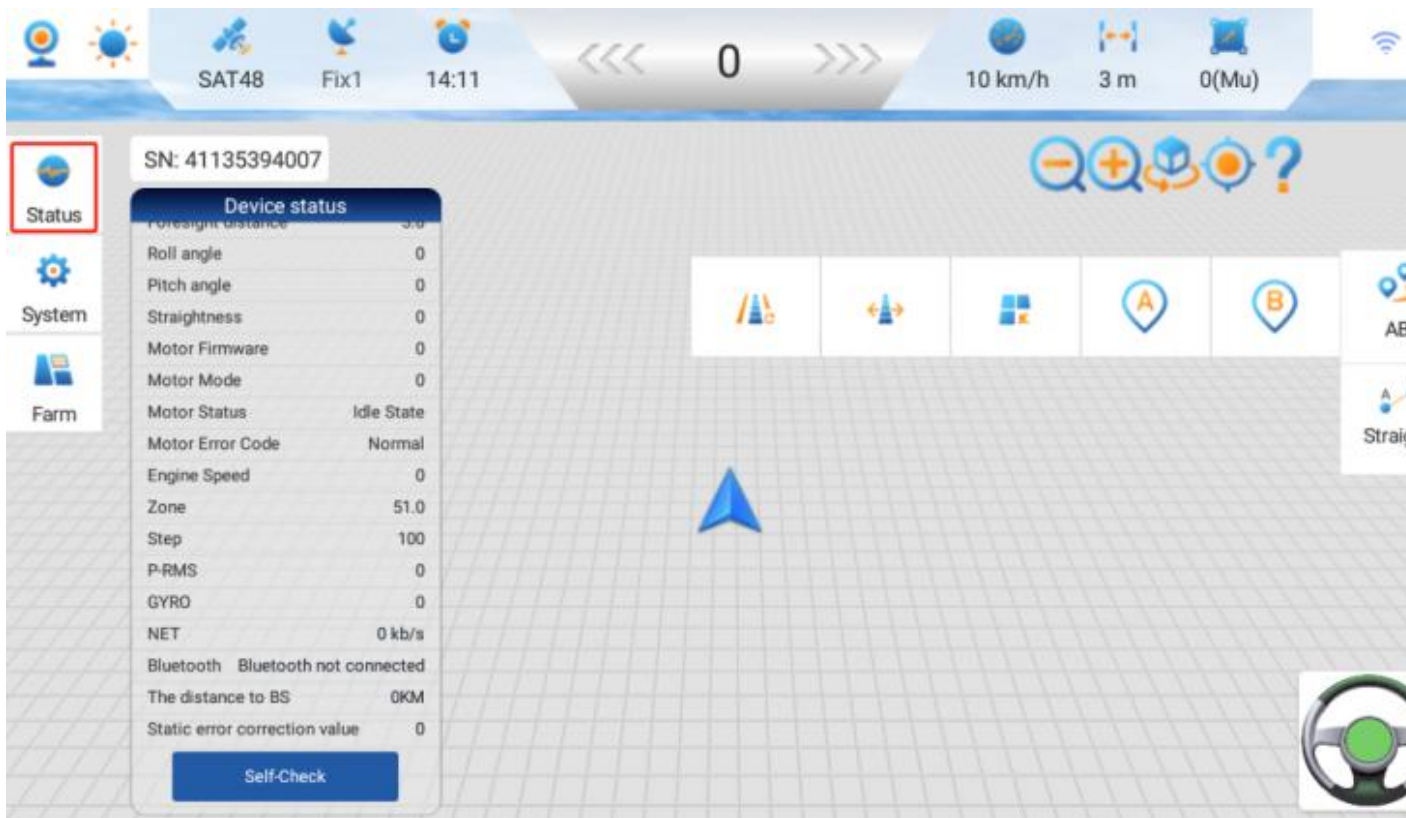 SAT48 Fix1 14:11 0 10 km/h 3 m 0(Mu)
SN: 41135394007
Status
System
Farm
Device status
Foresight distance
Roll angle 0
Pitch angle 0
Straightness 0
Motor Firmware 0
Motor Mode 0
Motor Status Idle State
Motor Error Code Normal
Engine Speed 0
Zone 51.0
Step 100
P-RMS 0
GYRO 0
NET 0 kb/s
Bluetooth Bluetooth not connected
The distance to BS 0KM
Static error correction value 0
Self-Check
A B
AB
A
Straig